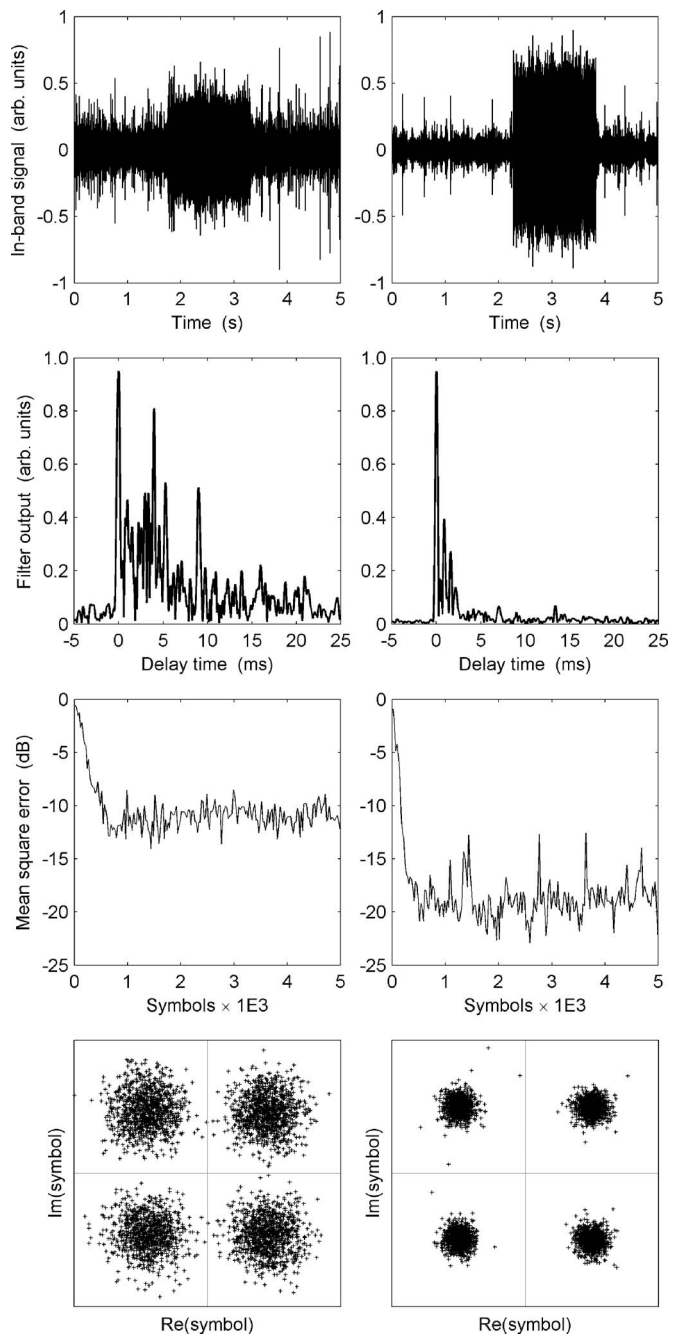 In-band signal (arb. units)
1
0.5
0
-0.5
-1
0 1 2 3 4 5
Time (s)
1
0.5
0
-0.5
-1
0 1 2 3 4 5
Time (s)
Filter output (arb. units)
1.0
0.8
0.6
0.4
0.2
0
-5 0 5 10 15 20 25
Delay time (ms)
1.0
0.8
0.6
0.4
0.2
0
-5 0 5 10 15 20 25
Delay time (ms)
Mean square error (dB)
0
-5
-10
-15
-20
-25
0 1 2 3 4 5
Symbols × 1E3
0
-5
-10
-15
-20
-25
0 1 2 3 4 5
Symbols × 1E3
Im(symbol)
Re(symbol)
Im(symbol)
Re(symbol)